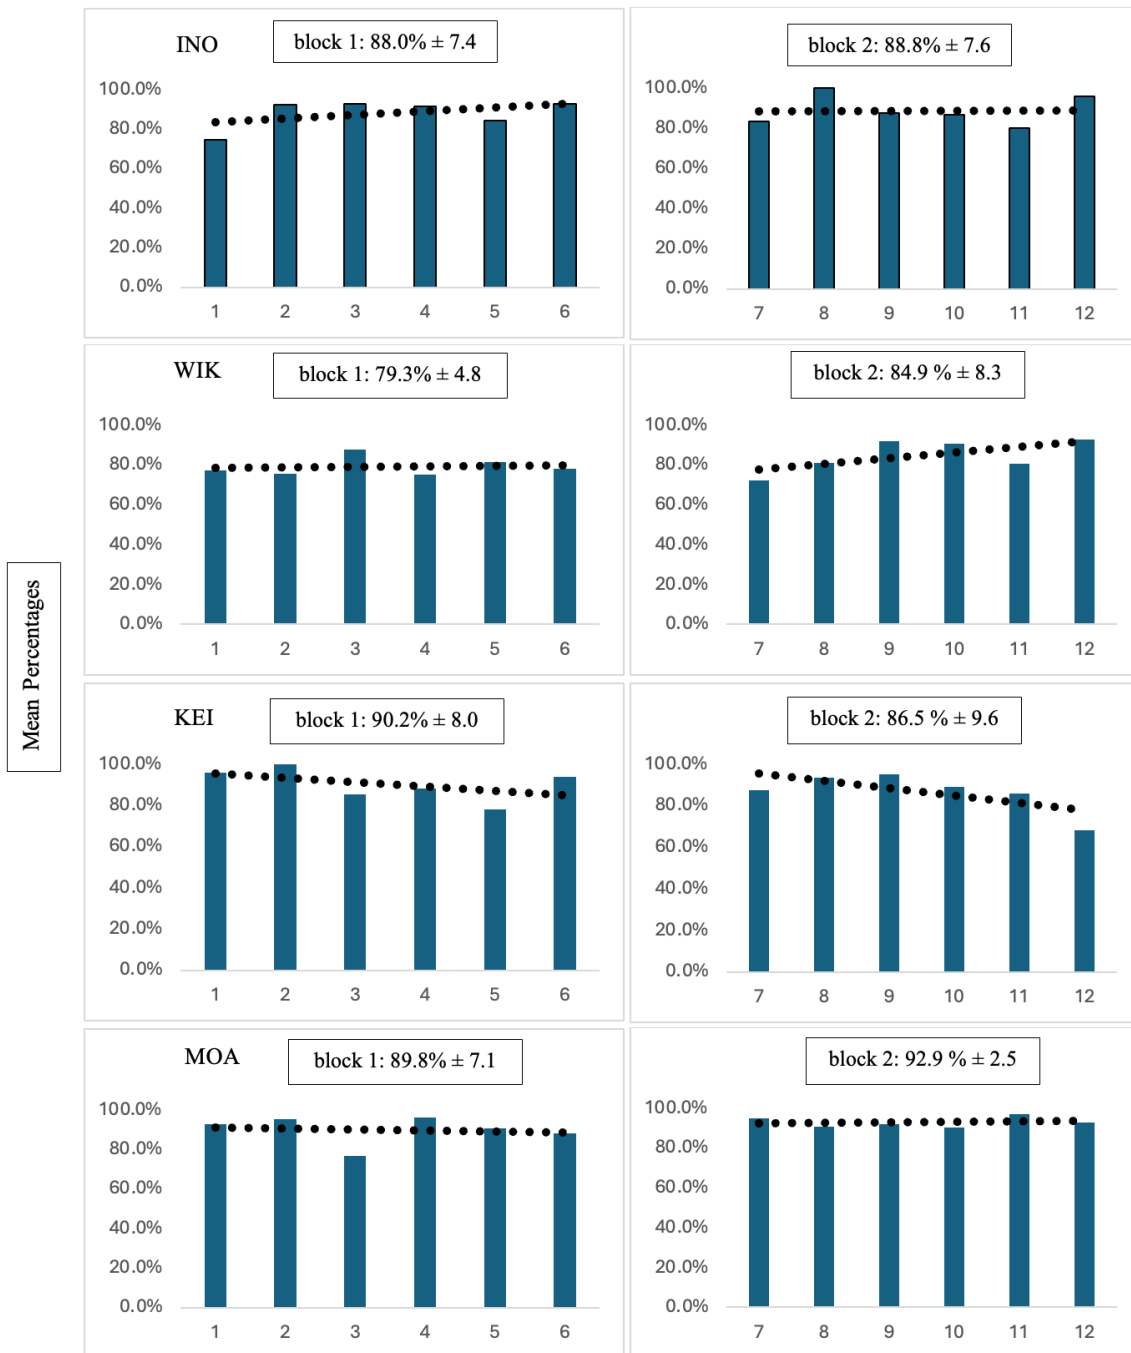 INO
block 1: 88.0% ± 7.4
100.0%
80.0%
60.0%
40.0%
20.0%
0.0%
1 2 3 4 5 6
block 2: 88.8% ± 7.6
100.0%
80.0%
60.0%
40.0%
20.0%
0.0%
7 8 9 10 11 12
WIK
block 1: 79.3% ± 4.8
100.0%
80.0%
60.0%
40.0%
20.0%
0.0%
1 2 3 4 5 6
block 2: 84.9 % ± 8.3
100.0%
80.0%
60.0%
40.0%
20.0%
0.0%
7 8 9 10 11 12
Mean Percentages
KEI
block 1: 90.2% ± 8.0
100.0%
80.0%
60.0%
40.0%
20.0%
0.0%
1 2 3 4 5 6
block 2: 86.5 % ± 9.6
100.0%
80.0%
60.0%
40.0%
20.0%
0.0%
7 8 9 10 11 12
MOA
block 1: 89.8% ± 7.1
100.0%
80.0%
60.0%
40.0%
20.0%
0.0%
1 2 3 4 5 6
block 2: 92.9 % ± 2.5
100.0%
80.0%
60.0%
40.0%
20.0%
0.0%
7 8 9 10 11 12